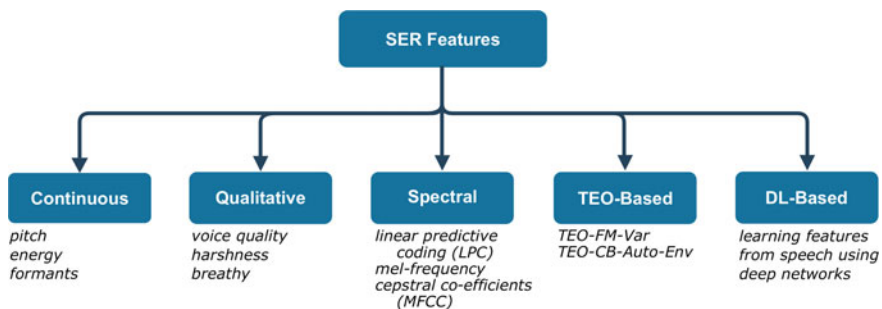 SER Features
Continuous
pitch
energy
formants
Qualitative
voice quality
harshness
breathy
Spectral
linear predictive
coding (LPC)
mel-frequency
cepstral co-efficients
(MFCC)
TEO-Based
TEO-FM-Var
TEO-CB-Auto-Env
DL-Based
learning features
from speech using
deep networks